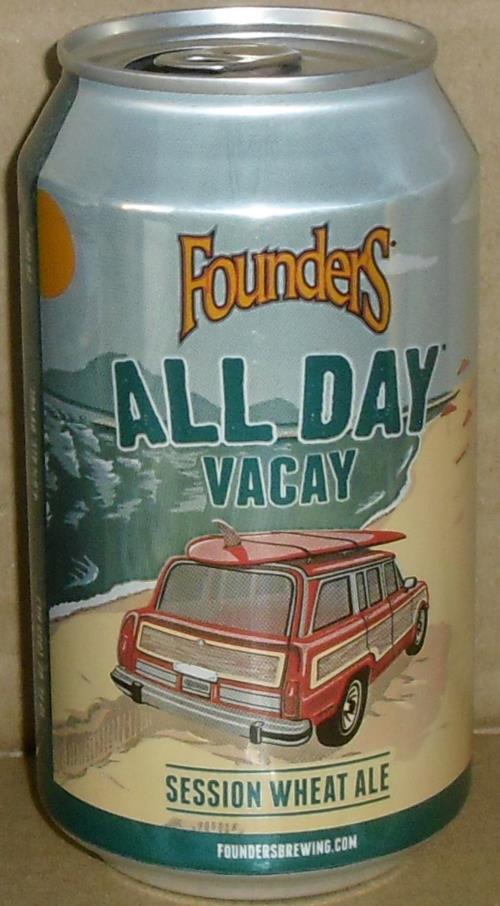 Founders
ALL DAY
VACAY
SESSION WHEAT ALE
FOUNDERSBREWING.COM